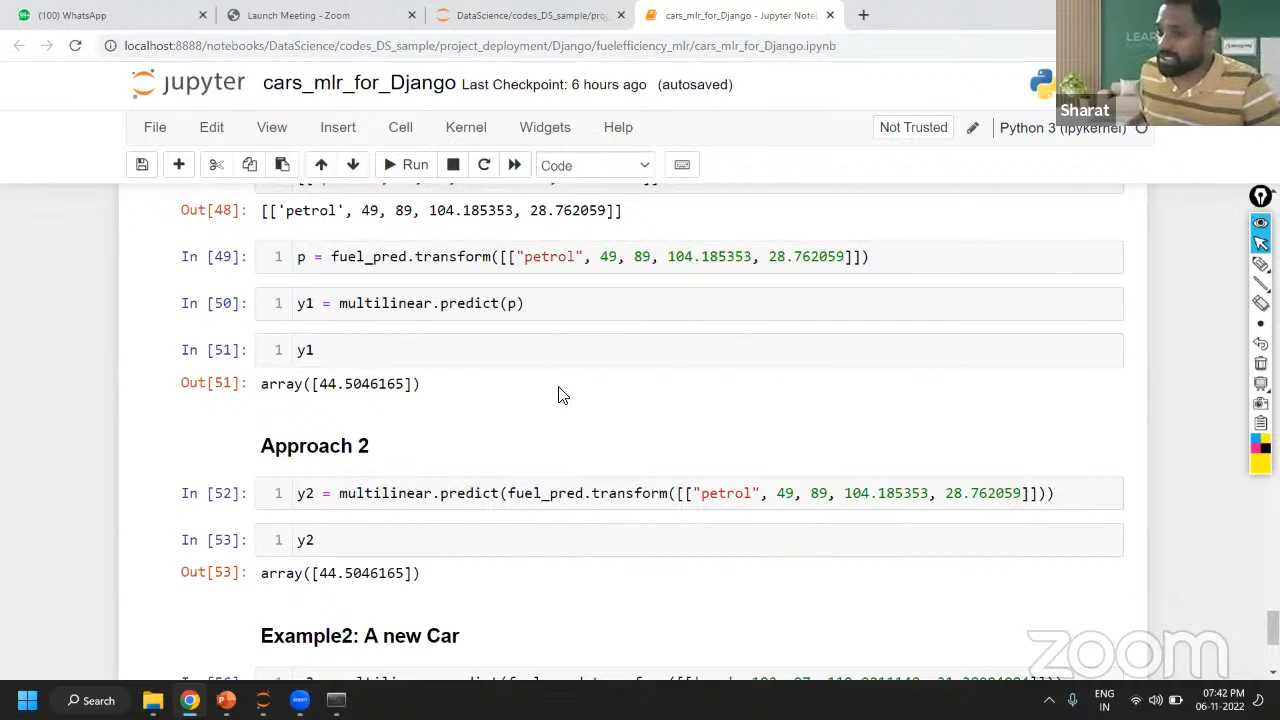 99+ (100) WhatsApp × Launch Meeting - Zoom × DataScience/codes_DS_sample/proj × cars_mlr_for_Django - Jupyter Note × +
localhost:8888/notebooks/DataScience/codes_DS_sample/project_deployment/Django/fuelefficiency_mlr/cars_mlr_for_Django.ipynb
jupyter cars_mlr_for_Django Last Checkpoint: 6 hours ago (autosaved)
Sharat
File Edit View Insert Cell Kernel Widgets Help Not Trusted Python 3 (ipykernel)
Run Code
Out[48]: [['petrol', 49, 89, 104.185353, 28.762059]]
In [49]: 1 p = fuel_pred.transform([["petrol", 49, 89, 104.185353, 28.762059]])
In [50]: 1 y1 = multilinear.predict(p)
In [51]: 1 y1
Out[51]: array([44.5046165])
Approach 2
In [52]: 1 y2 = multilinear.predict(fuel_pred.transform([["petrol", 49, 89, 104.185353, 28.762059]]))
In [53]: 1 y2
Out[53]: array([44.5046165])
Example2: A new Car
zoom
Search ENG IN 07:42 PM 06-11-2022